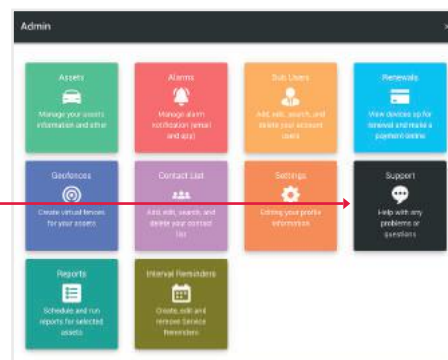 Admin
Assets
Manage your assets
information and other
Alarms
Manage alarm
notification (email
and app)
Sub Users
Add, edit, search, and
delete your account
users
Renewals
View devices up for
renewal and make a
payment online
Geofences
Create virtual fences
for your assets
Contact List
Add, edit, search, and
delete your contact
list
Settings
Editing your profile
information
Support
Help with any
problems or
questions
Reports
Schedule and run
reports for selected
assets
Interval Reminders
Create, edit and
remove Service
Reminders